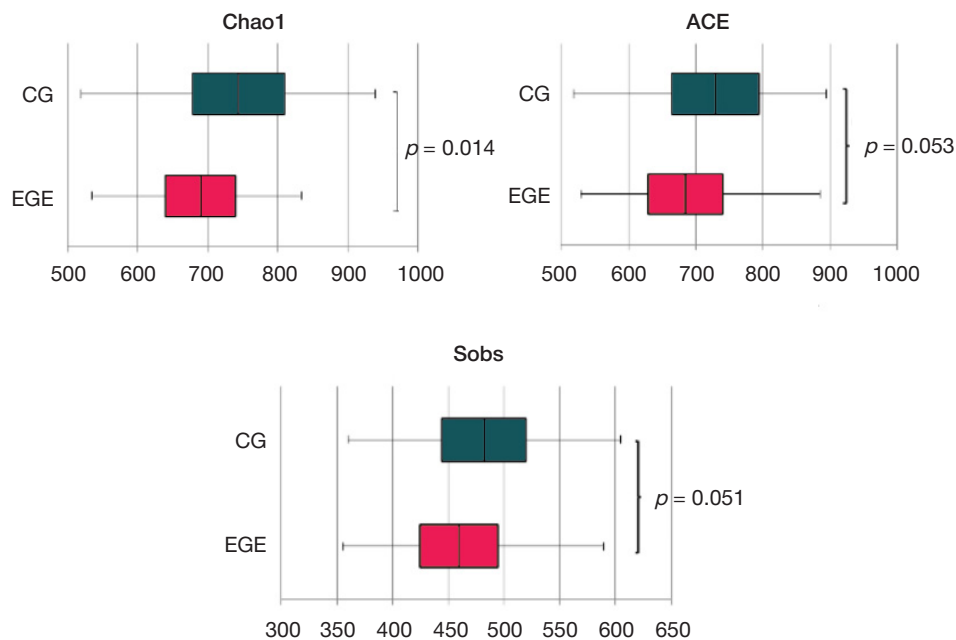 Chao1
CG
p = 0.014
EGE
500 600 700 800 900 1000
ACE
CG
p = 0.053
EGE
500 600 700 800 900 1000
Sobs
CG
p = 0.051
EGE
300 350 400 450 500 550 600 650